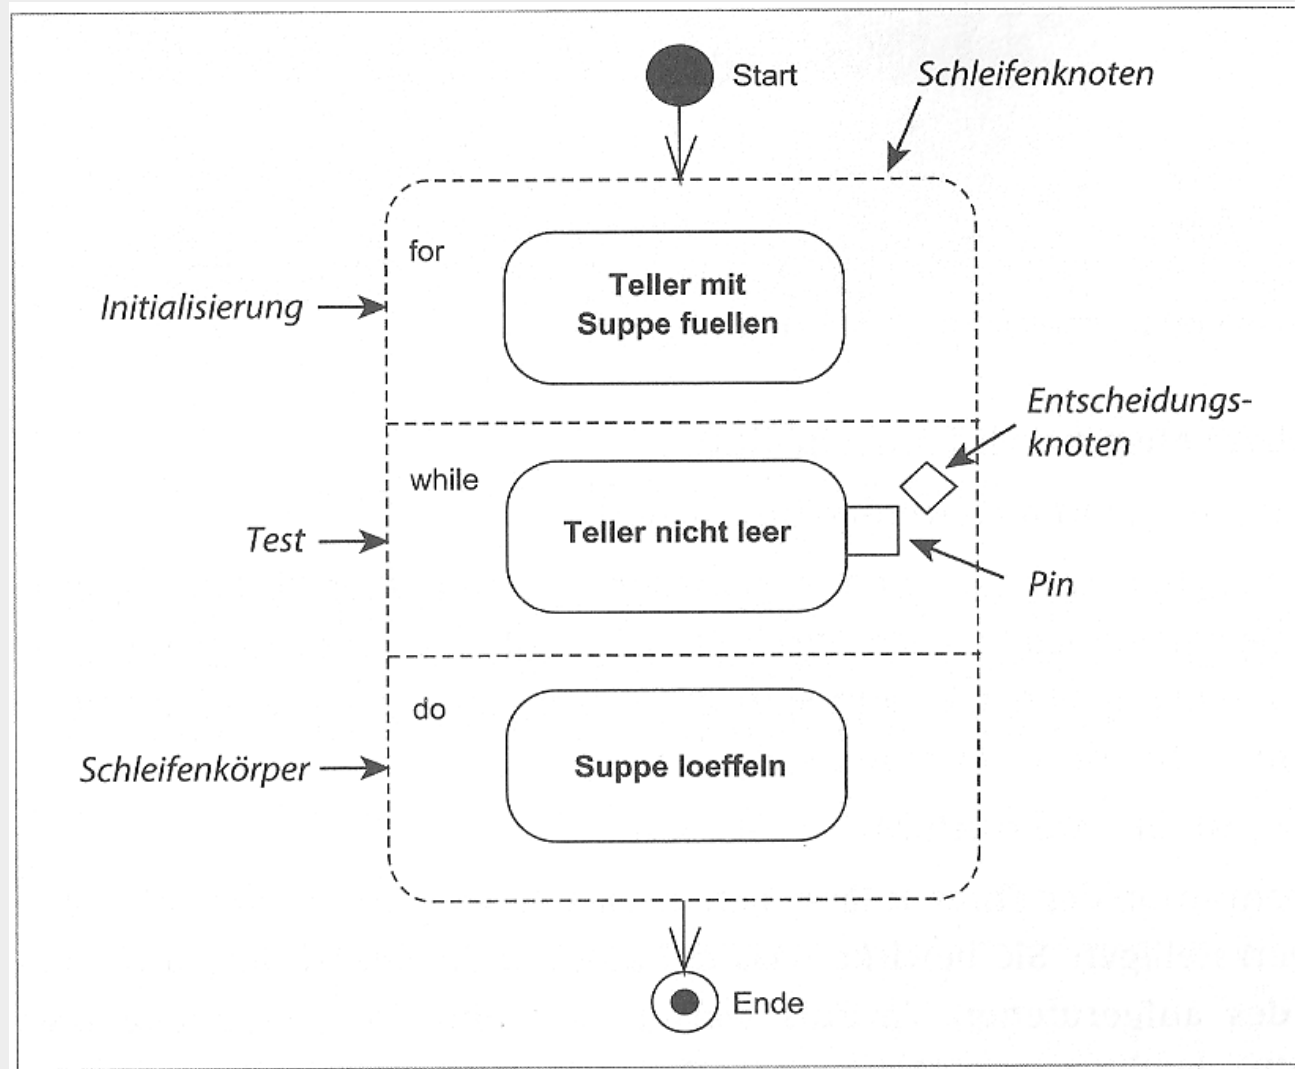 Start
Schleifenknoten
for
Teller mit
Suppe fuellen
Initialisierung
Entscheidungs-
knoten
while
Teller nicht leer
Test
Pin
do
Suppe loeffeln
Schleifenkörper
Ende